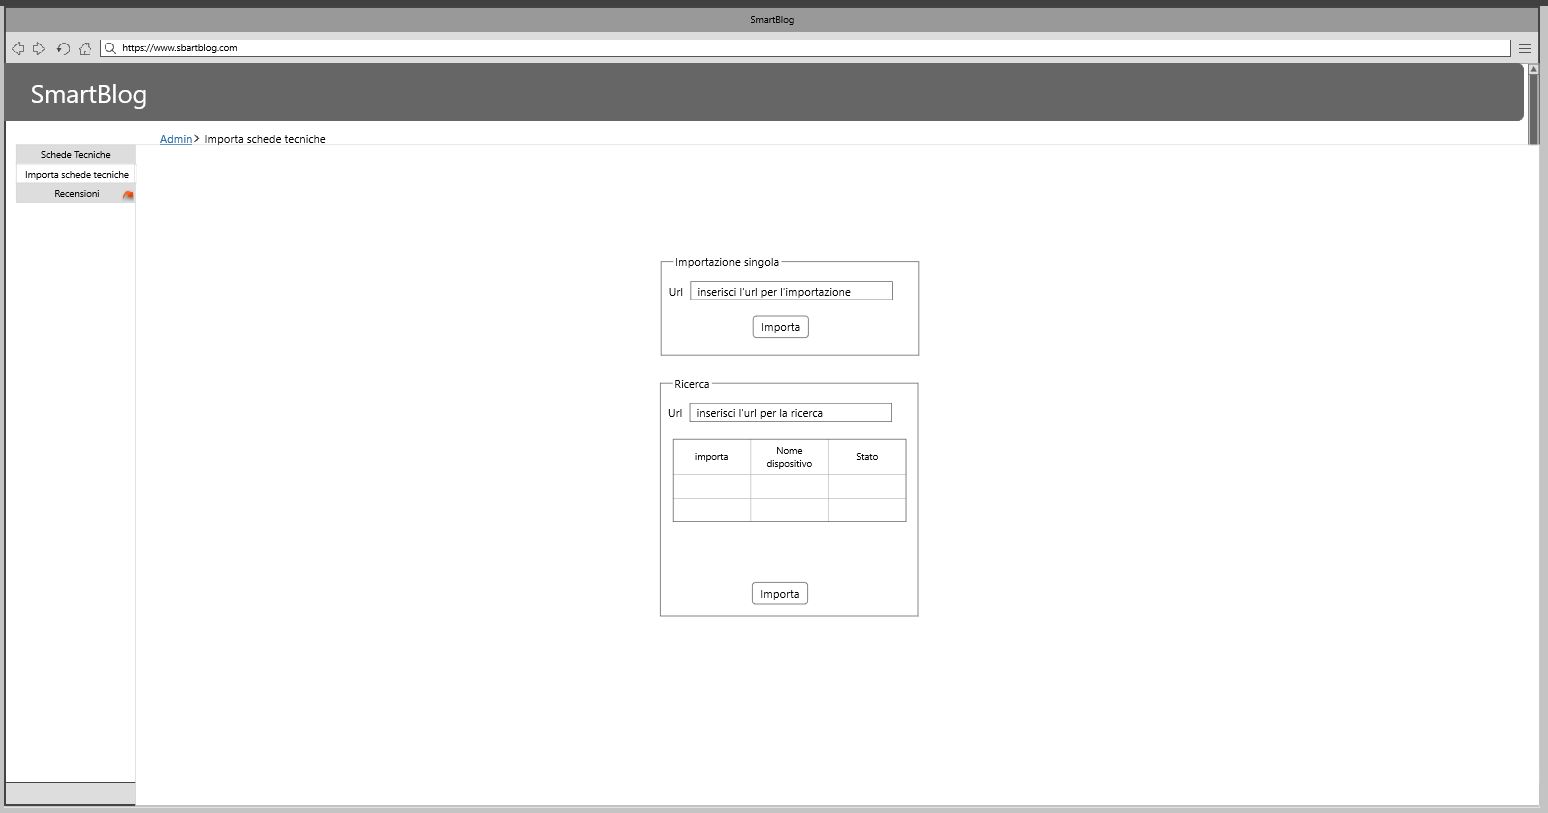 SmartBlog
https://www.sbartblog.com
SmartBlog
Admin> Importa schede tecniche
Schede Tecniche
Importa schede tecniche
Recensioni
Importazione singola
Url inserisci l'url per l'importazione
Importa
Ricerca
Url inserisci l'url per la ricerca
importa Nome dispositivo Stato
Importa